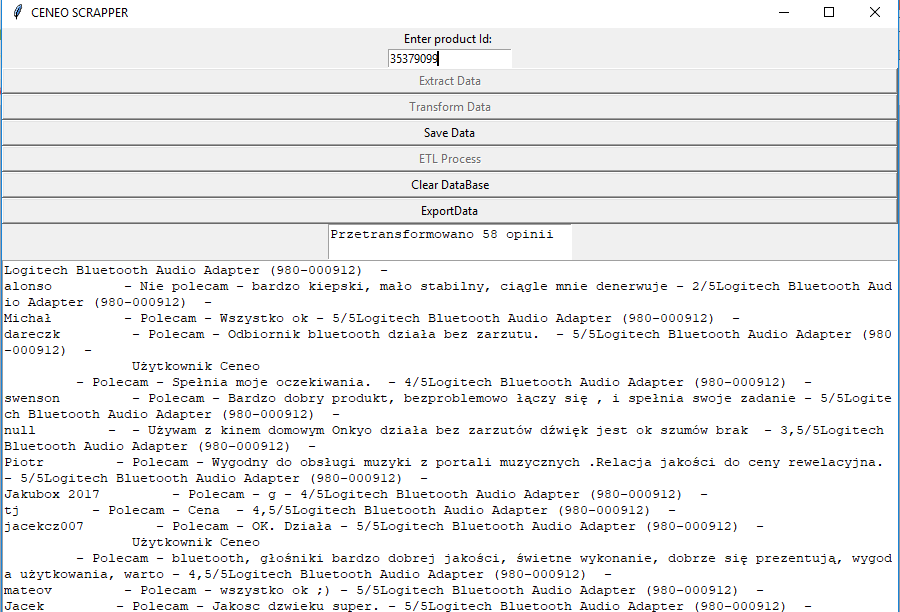 CENEO SCRAPPER
Enter product Id:
35379099
Extract Data
Transform Data
Save Data
ETL Process
Clear DataBase
ExportData
Przetransformowano 58 opinii
Logitech Bluetooth Audio Adapter (980-000912)  -
alonso         - Nie polecam - bardzo kiepski, mało stabilny, ciągle mnie denerwuje - 2/5Logitech Bluetooth Aud
io Adapter (980-000912)  -
Michał         - Polecam - Wszystko ok - 5/5Logitech Bluetooth Audio Adapter (980-000912)  -
dareczk         - Polecam - Odbiornik bluetooth działa bez zarzutu.  - 5/5Logitech Bluetooth Audio Adapter (980
-000912)  -
Użytkownik Ceneo
- Polecam - Spełnia moje oczekiwania.  - 4/5Logitech Bluetooth Audio Adapter (980-000912)  -
swenson         - Polecam - Bardzo dobry produkt, bezproblemowo łączy się , i spełnia swoje zadanie - 5/5Logite
ch Bluetooth Audio Adapter (980-000912)  -
null       -  - Używam z kinem domowym Onkyo działa bez zarzutów dźwięk jest ok szumów brak  - 3,5/5Logitech
Bluetooth Audio Adapter (980-000912)  -
Piotr         - Polecam - Wygodny do obsługi muzyki z portali muzycznych .Relacja jakości do ceny rewelacyjna.
- 5/5Logitech Bluetooth Audio Adapter (980-000912)  -
Jakubox 2017         - Polecam - g - 4/5Logitech Bluetooth Audio Adapter (980-000912)  -
tj         - Polecam - Cena  - 4,5/5Logitech Bluetooth Audio Adapter (980-000912)  -
jacekcz007         - Polecam - OK. Działa - 5/5Logitech Bluetooth Audio Adapter (980-000912)  -
Użytkownik Ceneo
- Polecam - bluetooth, głośniki bardzo dobrej jakości, świetne wykonanie, dobrze się prezentują, wygod
a użytkowania, warto - 4,5/5Logitech Bluetooth Audio Adapter (980-000912)  -
mateov         - Polecam - wszystko ok ;) - 5/5Logitech Bluetooth Audio Adapter (980-000912)  -
Jacek         - Polecam - Jakosc dzwieku super. - 5/5Logitech Bluetooth Audio Adapter (980-000912)  -